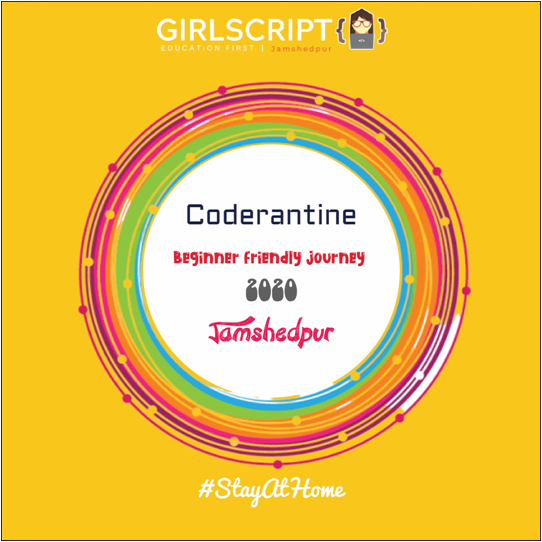 GIRLSCRIPT
EDUCATION FIRST | Jamshedpur
Coderantine
Beginner friendly journey
2020
Jamshedpur
#StayAtHome